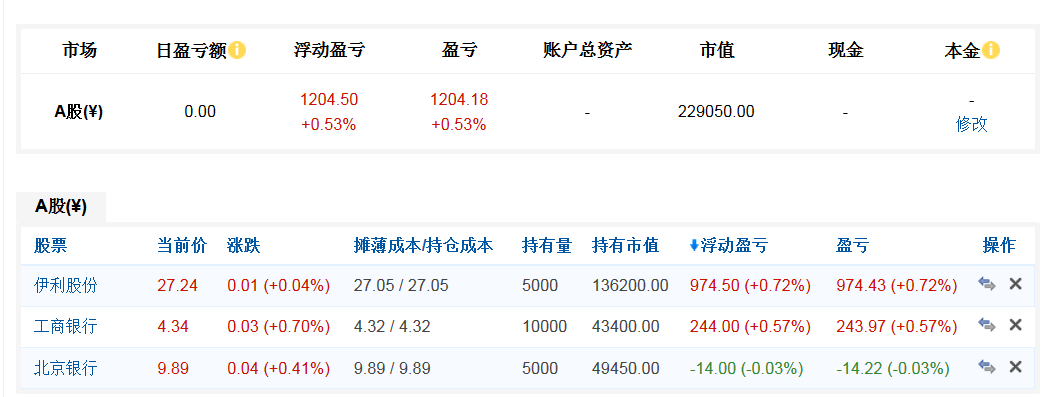 市场 日盈亏额 浮动盈亏 盈亏 账户总资产 市值 现金 本金
A股(¥) 0.00 1204.50 +0.53% 1204.18 +0.53% - 229050.00 - - 修改
A股(¥)
股票 当前价 涨跌 摊薄成本/持仓成本 持有量 持有市值 浮动盈亏 盈亏 操作
伊利股份 27.24 0.01 (+0.04%) 27.05 / 27.05 5000 136200.00 974.50 (+0.72%) 974.43 (+0.72%)
工商银行 4.34 0.03 (+0.70%) 4.32 / 4.32 10000 43400.00 244.00 (+0.57%) 243.97 (+0.57%)
北京银行 9.89 0.04 (+0.41%) 9.89 / 9.89 5000 49450.00 -14.00 (-0.03%) -14.22 (-0.03%)